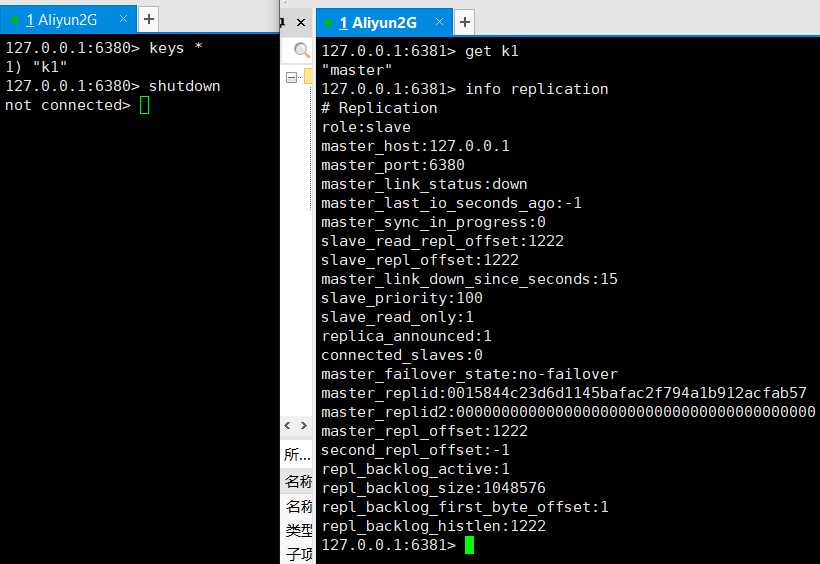 1 Aliyun2G
127.0.0.1:6380> keys *
1) "k1"
127.0.0.1:6380> shutdown
not connected>
所...
名称
名称
类型
子项
1 Aliyun2G
127.0.0.1:6381> get k1
"master"
127.0.0.1:6381> info replication
# Replication
role:slave
master_host:127.0.0.1
master_port:6380
master_link_status:down
master_last_io_seconds_ago:-1
master_sync_in_progress:0
slave_read_repl_offset:1222
slave_repl_offset:1222
master_link_down_since_seconds:15
slave_priority:100
slave_read_only:1
replica_announced:1
connected_slaves:0
master_failover_state:no-failover
master_replid:0015844c23d6d1145bafac2f794a1b912acfab57
master_replid2:0000000000000000000000000000000000000000
master_repl_offset:1222
second_repl_offset:-1
repl_backlog_active:1
repl_backlog_size:1048576
repl_backlog_first_byte_offset:1
repl_backlog_histlen:1222
127.0.0.1:6381>